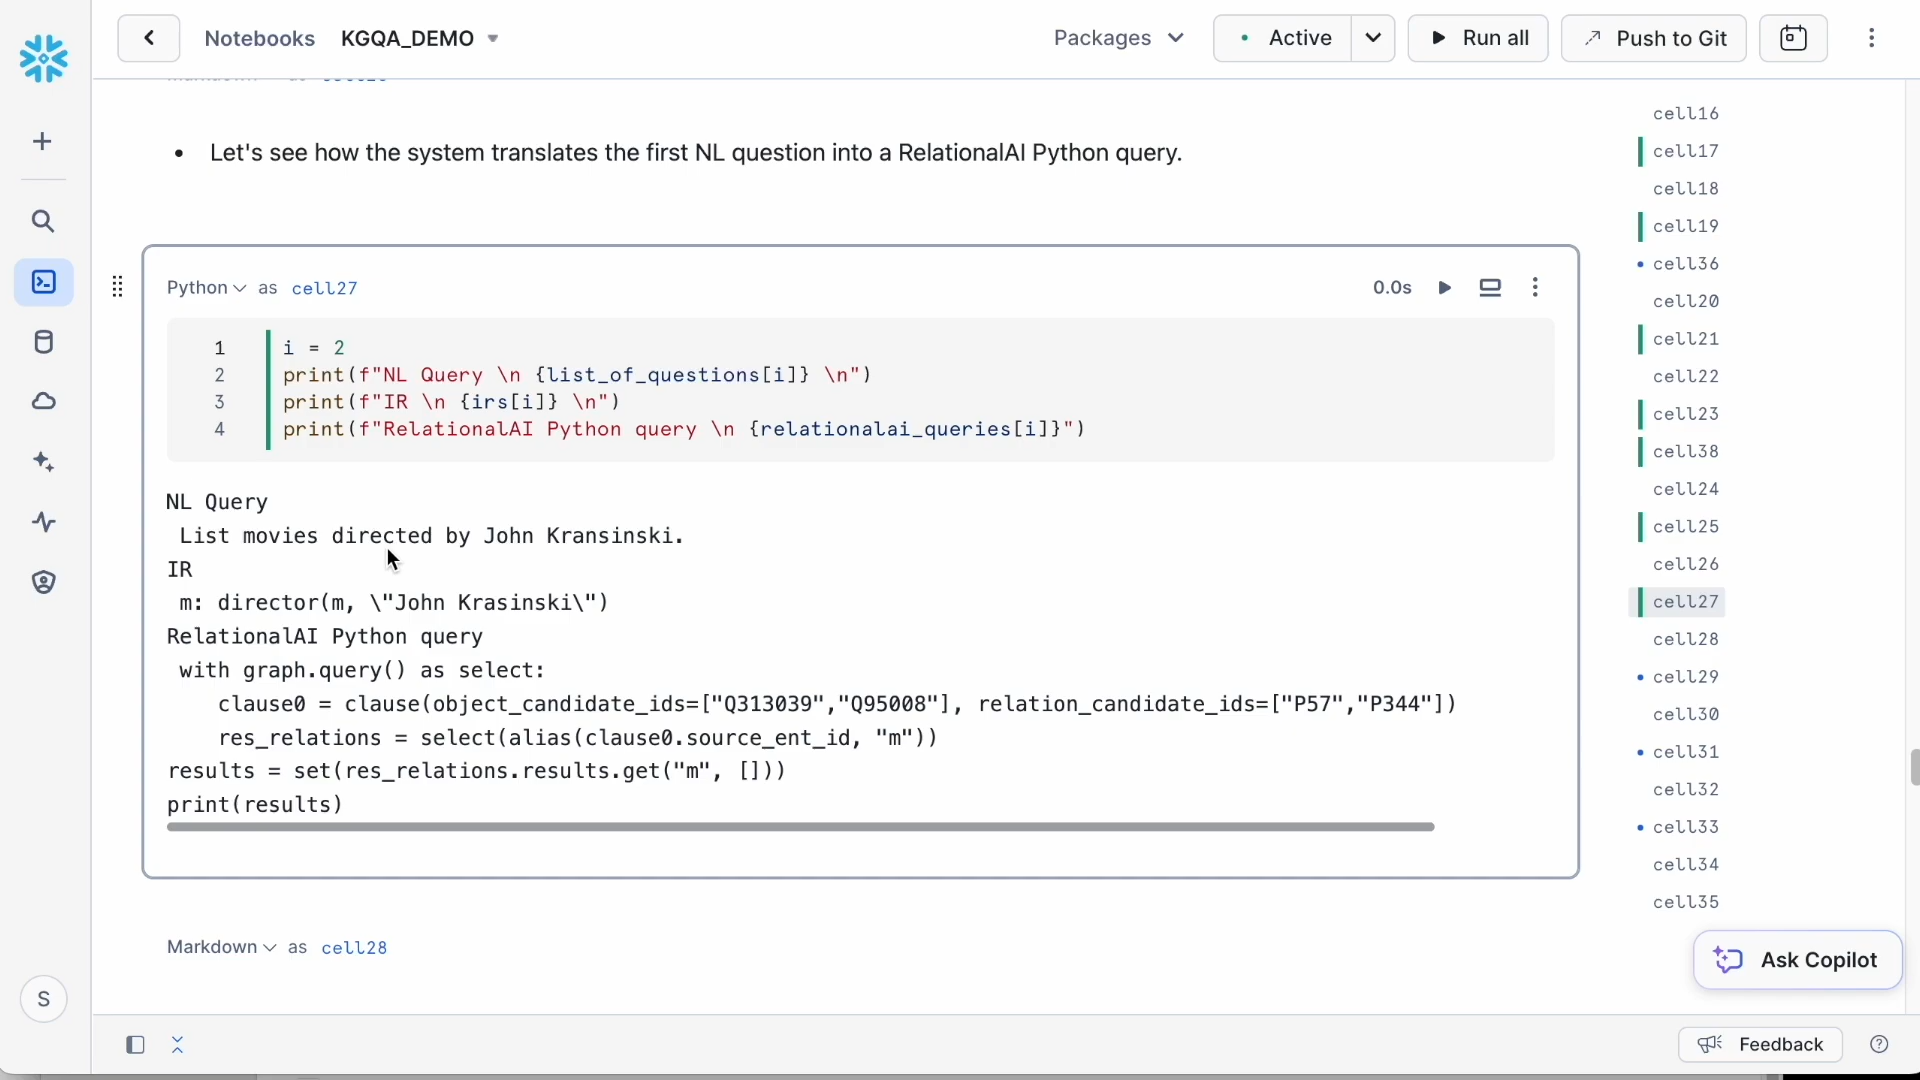 Notebooks KGQA_DEMO
Packages
Active
Run all
Push to Git
• Let's see how the system translates the first NL question into a RelationalAI Python query.
Python as cell27
0.0s
1 i = 2
2 print(f"NL Query \n {list_of_questions[i]} \n")
3 print(f"IR \n {irs[i]} \n")
4 print(f"RelationalAI Python query \n {relationalai_queries[i]}")
NL Query
List movies directed by John Kransinski.
IR
m: director(m, \"John Krasinski\")
RelationalAI Python query
with graph.query() as select:
clause0 = clause(object_candidate_ids=["Q313039","Q95008"], relation_candidate_ids=["P57","P344"])
res_relations = select(alias(clause0.source_ent_id, "m"))
results = set(res_relations.results.get("m", []))
print(results)
Markdown as cell28
cell16
cell17
cell18
cell19
cell36
cell20
cell21
cell22
cell23
cell38
cell24
cell25
cell26
cell27
cell28
cell29
cell30
cell31
cell32
cell33
cell34
cell35
Ask Copilot
S
Feedback